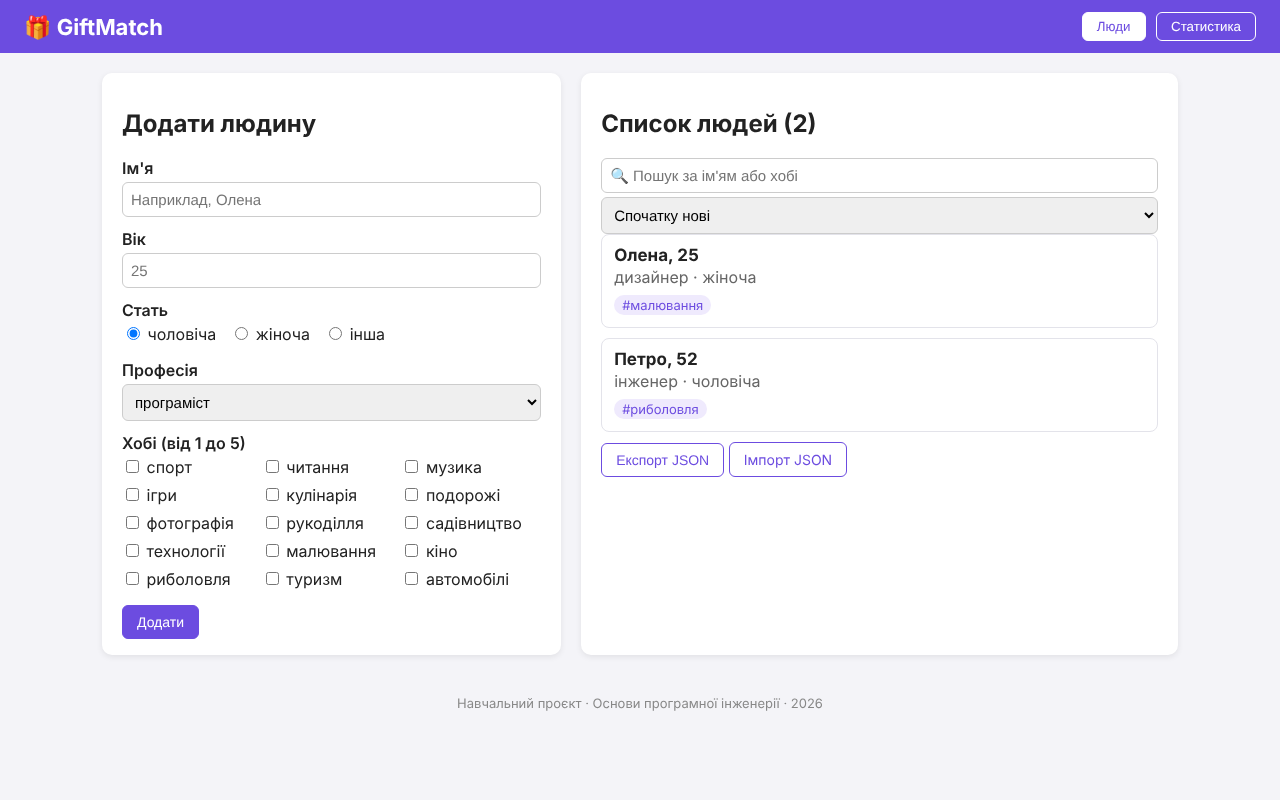 🎁 GiftMatch
Люди
Статистика
Додати людину
Ім'я
Наприклад, Олена
Вік
25
Стать
чоловіча жіноча інша
Професія
програміст
Хобі (від 1 до 5)
спорт читання музика
ігри кулінарія подорожі
фотографія рукоділля садівництво
технології малювання кіно
риболовля туризм автомобілі
Додати
Список людей (2)
🔍 Пошук за ім'ям або хобі
Спочатку нові
Олена, 25
дизайнер · жіноча
#малювання
Петро, 52
інженер · чоловіча
#риболовля
Експорт JSON Імпорт JSON
Навчальний проєкт · Основи програмної інженерії · 2026